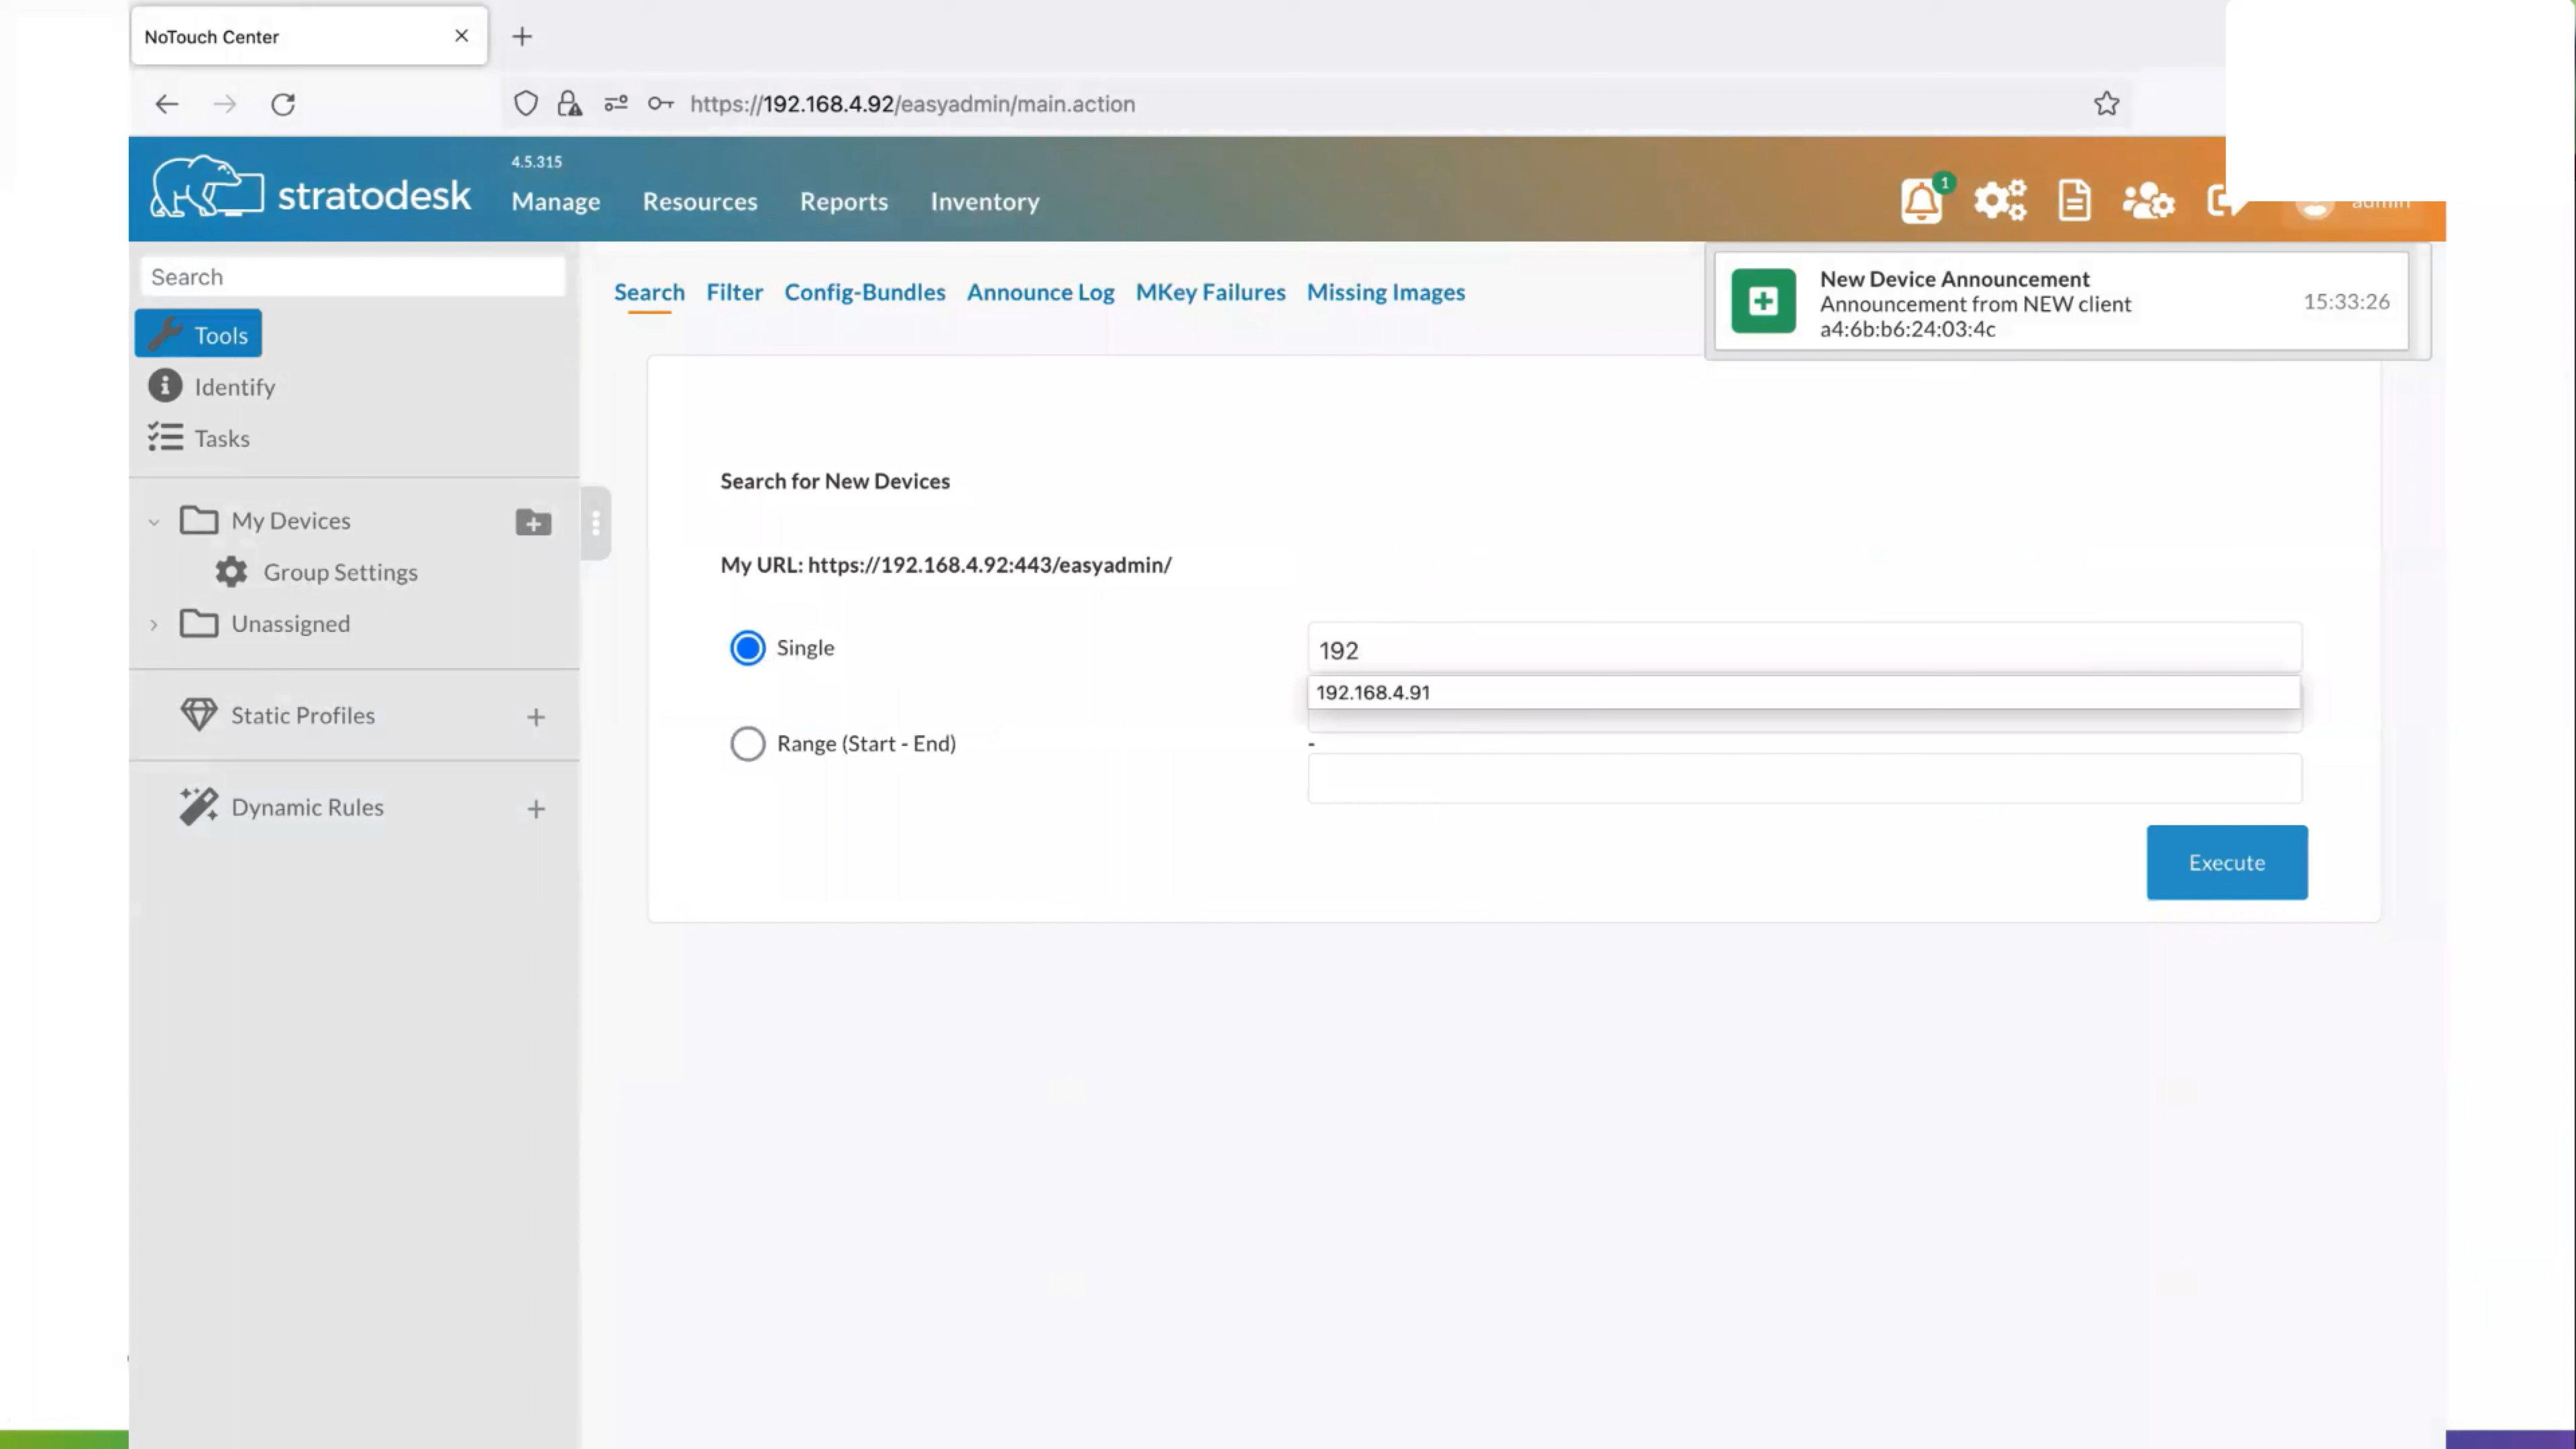 NoTouch Center
https://192.168.4.92/easyadmin/main.action
stratodesk
4.5.315
Manage Resources Reports Inventory
1
admin
Search
Tools
Identify
Tasks
My Devices
Group Settings
Unassigned
Static Profiles
Dynamic Rules
Search Filter Config-Bundles Announce Log MKey Failures Missing Images
New Device Announcement
Announcement from NEW client
a4:6b:b6:24:03:4c
15:33:26
Search for New Devices
My URL: https://192.168.4.92:443/easyadmin/
Single
192
192.168.4.91
Range (Start - End)
-
Execute